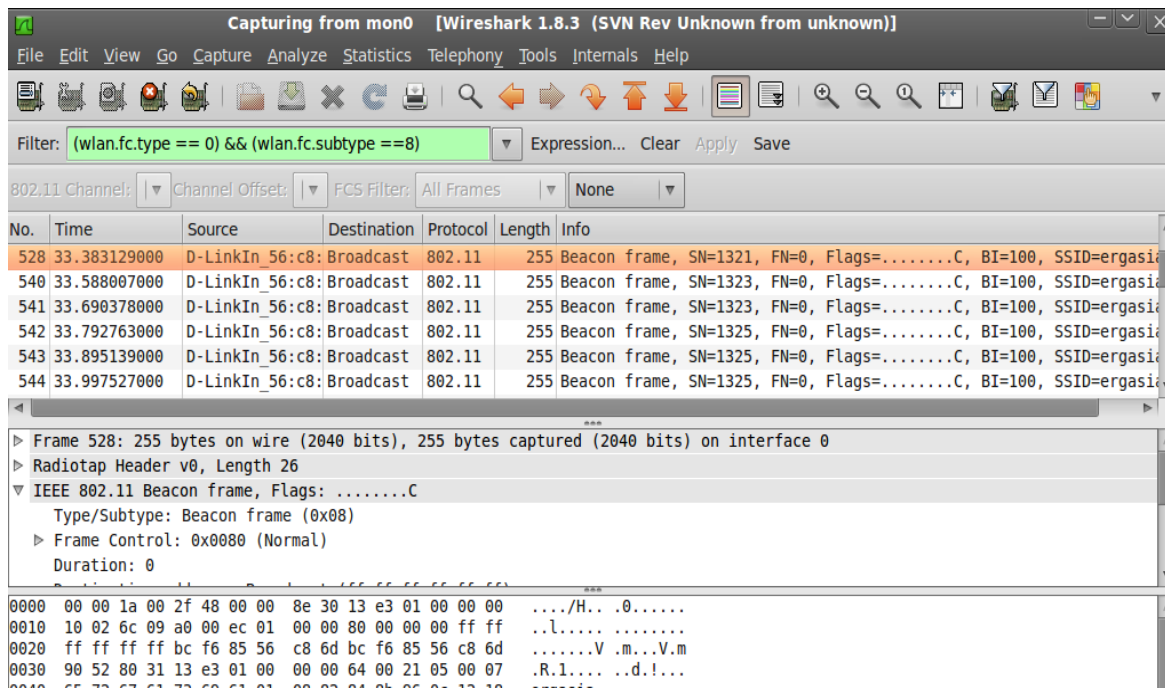 Capturing from mon0 [Wireshark 1.8.3 (SVN Rev Unknown from unknown)]
File Edit View Go Capture Analyze Statistics Telephony Tools Internals Help
Filter: (wlan.fc.type == 0) && (wlan.fc.subtype ==8) Expression... Clear Apply Save
802.11 Channel: Channel Offset: FCS Filter: All Frames None
No. Time Source Destination Protocol Length Info
528 33.383129000 D-LinkIn_56:c8: Broadcast 802.11 255 Beacon frame, SN=1321, FN=0, Flags=........C, BI=100, SSID=ergasia
540 33.588007000 D-LinkIn_56:c8: Broadcast 802.11 255 Beacon frame, SN=1323, FN=0, Flags=........C, BI=100, SSID=ergasia
541 33.690378000 D-LinkIn_56:c8: Broadcast 802.11 255 Beacon frame, SN=1323, FN=0, Flags=........C, BI=100, SSID=ergasia
542 33.792763000 D-LinkIn_56:c8: Broadcast 802.11 255 Beacon frame, SN=1325, FN=0, Flags=........C, BI=100, SSID=ergasia
543 33.895139000 D-LinkIn_56:c8: Broadcast 802.11 255 Beacon frame, SN=1325, FN=0, Flags=........C, BI=100, SSID=ergasia
544 33.997527000 D-LinkIn_56:c8: Broadcast 802.11 255 Beacon frame, SN=1325, FN=0, Flags=........C, BI=100, SSID=ergasia
Frame 528: 255 bytes on wire (2040 bits), 255 bytes captured (2040 bits) on interface 0
Radiotap Header v0, Length 26
IEEE 802.11 Beacon frame, Flags: ........C
Type/Subtype: Beacon frame (0x08)
Frame Control: 0x0080 (Normal)
Duration: 0
0000 00 00 1a 00 2f 48 00 00 8e 30 13 e3 01 00 00 00 ..../H.. .0......
0010 10 02 6c 09 a0 00 ec 01 00 00 80 00 00 00 ff ff ..l..... ........
0020 ff ff ff ff bc f6 85 56 c8 6d bc f6 85 56 c8 6d .......V .m...V.m
0030 90 52 80 31 13 e3 01 00 00 00 64 00 21 05 00 07 .R.1.... ..d.!...